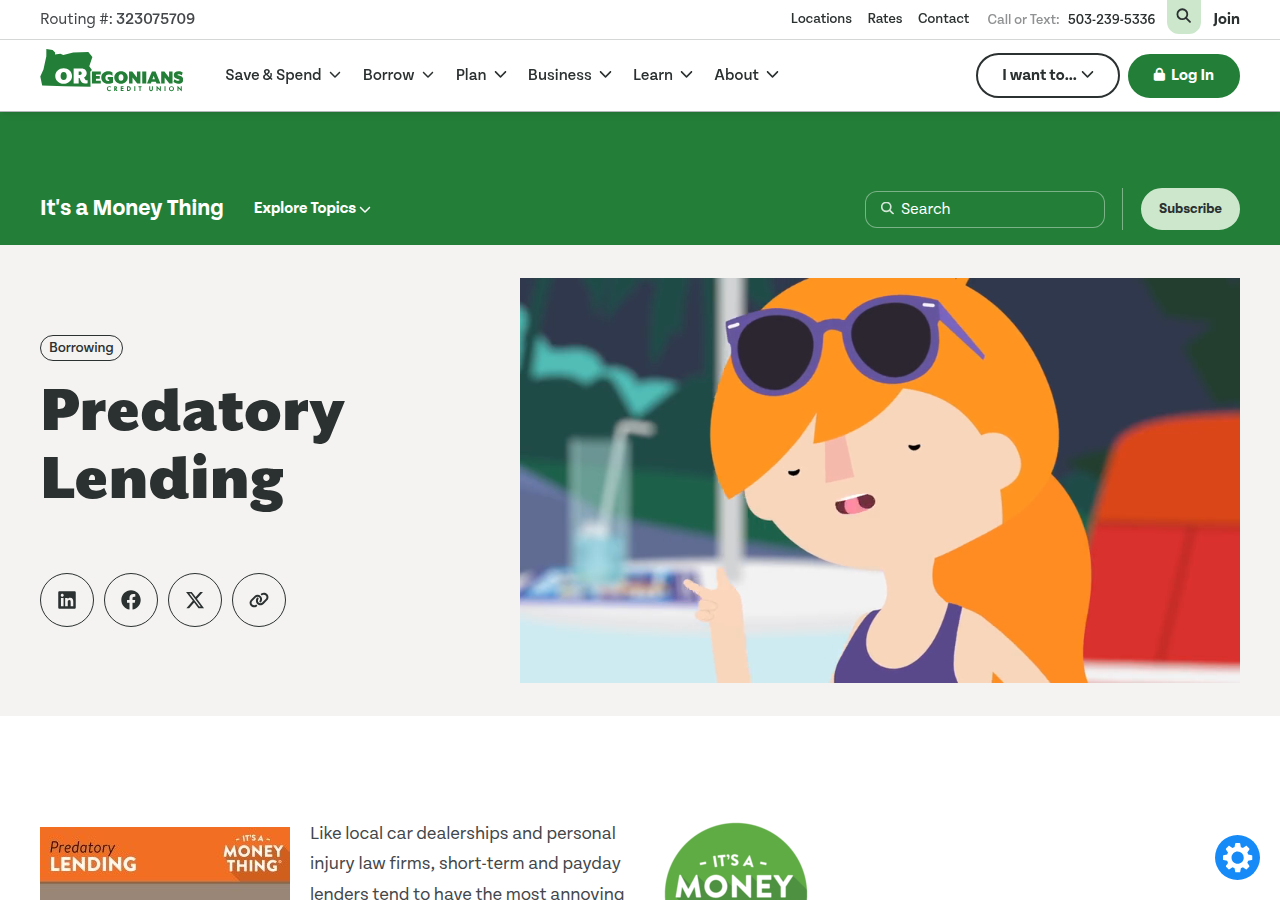 Routing #: 323075709
Locations Rates Contact Call or Text: 503-239-5336 Join
OREGONIANS
CREDIT UNION
Save & Spend Borrow Plan Business Learn About I want to... Log In
It's a Money Thing Explore Topics Search Subscribe
Borrowing
Predatory
Lending
Predatory
LENDING
- IT'S A -
MONEY
THING®
Like local car dealerships and personal
injury law firms, short-term and payday
lenders tend to have the most annoying
- IT'S A -
MONEY